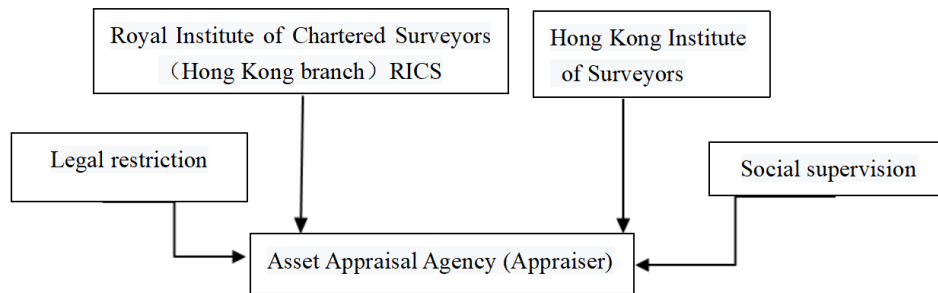 Royal Institute of Chartered Surveyors
（Hong Kong branch）RICS
Hong Kong Institute
of Surveyors
Legal restriction
Social supervision
Asset Appraisal Agency (Appraiser)